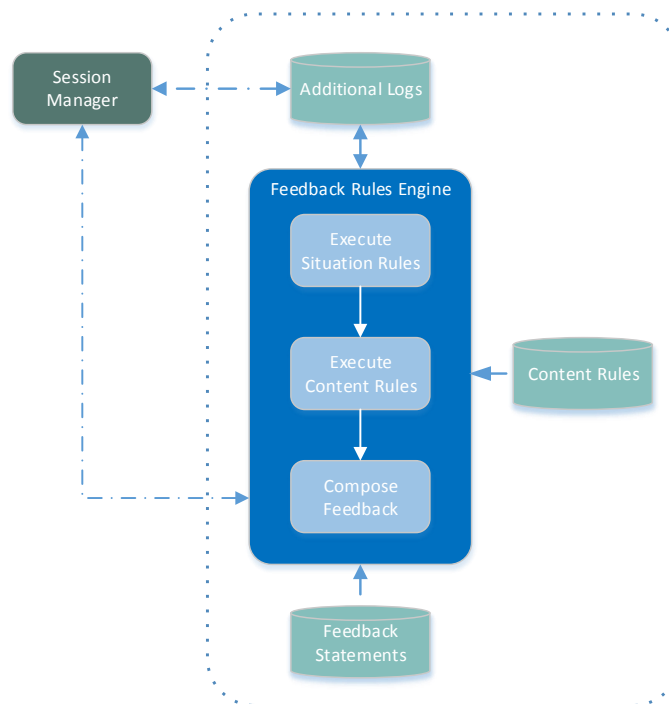 Session
Manager
Additional Logs
Feedback Rules Engine
Execute
Situation Rules
Execute
Content Rules
Content Rules
Compose
Feedback
Feedback
Statements